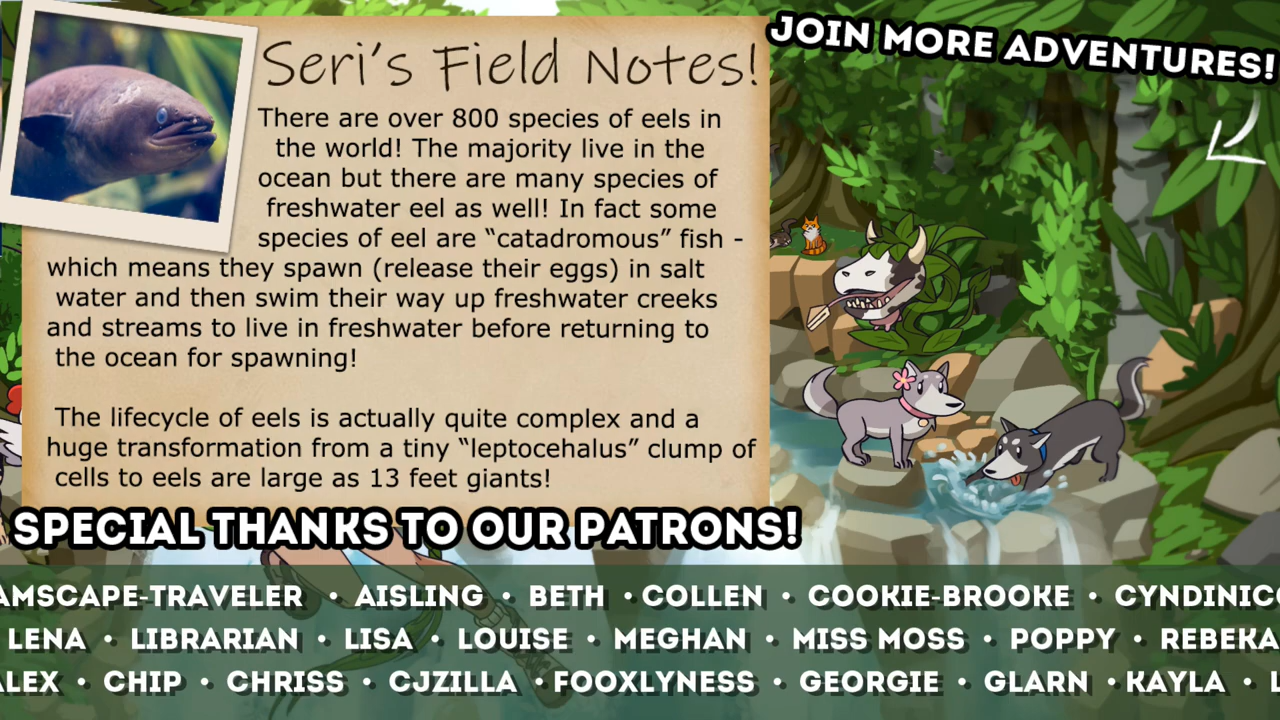 Seri's Field Notes!
JOIN MORE ADVENTURES!
There are over 800 species of eels in
the world! The majority live in the
ocean but there are many species of
freshwater eel as well! In fact some
species of eel are “catadromous” fish -
which means they spawn (release their eggs) in salt
water and then swim their way up freshwater creeks
and streams to live in freshwater before returning to
the ocean for spawning!
The lifecycle of eels is actually quite complex and a
huge transformation from a tiny “leptocehalus” clump of
cells to eels are large as 13 feet giants!
SPECIAL THANKS TO OUR PATRONS!
AMSCAPE-TRAVELER • AISLING • BETH • COLLEN • COOKIE-BROOKE • CYNDINIC
LENA • LIBRARIAN • LISA • LOUISE • MEGHAN • MISS MOSS • POPPY • REBEKA
ALEX • CHIP • CHRISS • CJZILLA • FOOXLYNESS • GEORGIE • GLARN • KAYLA • L